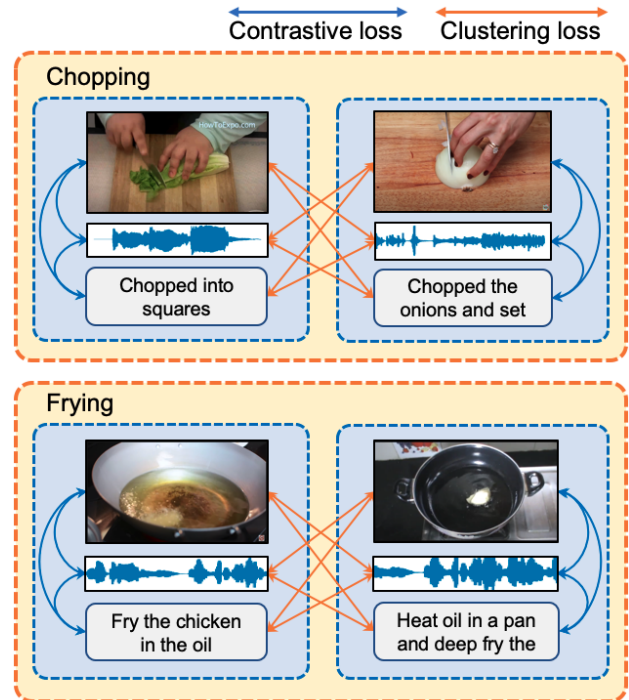 Contrastive loss
Clustering loss
Chopping
HowToExpo.com
Chopped into
squares
Chopped the
onions and set
Frying
Fry the chicken
in the oil
Heat oil in a pan
and deep fry the